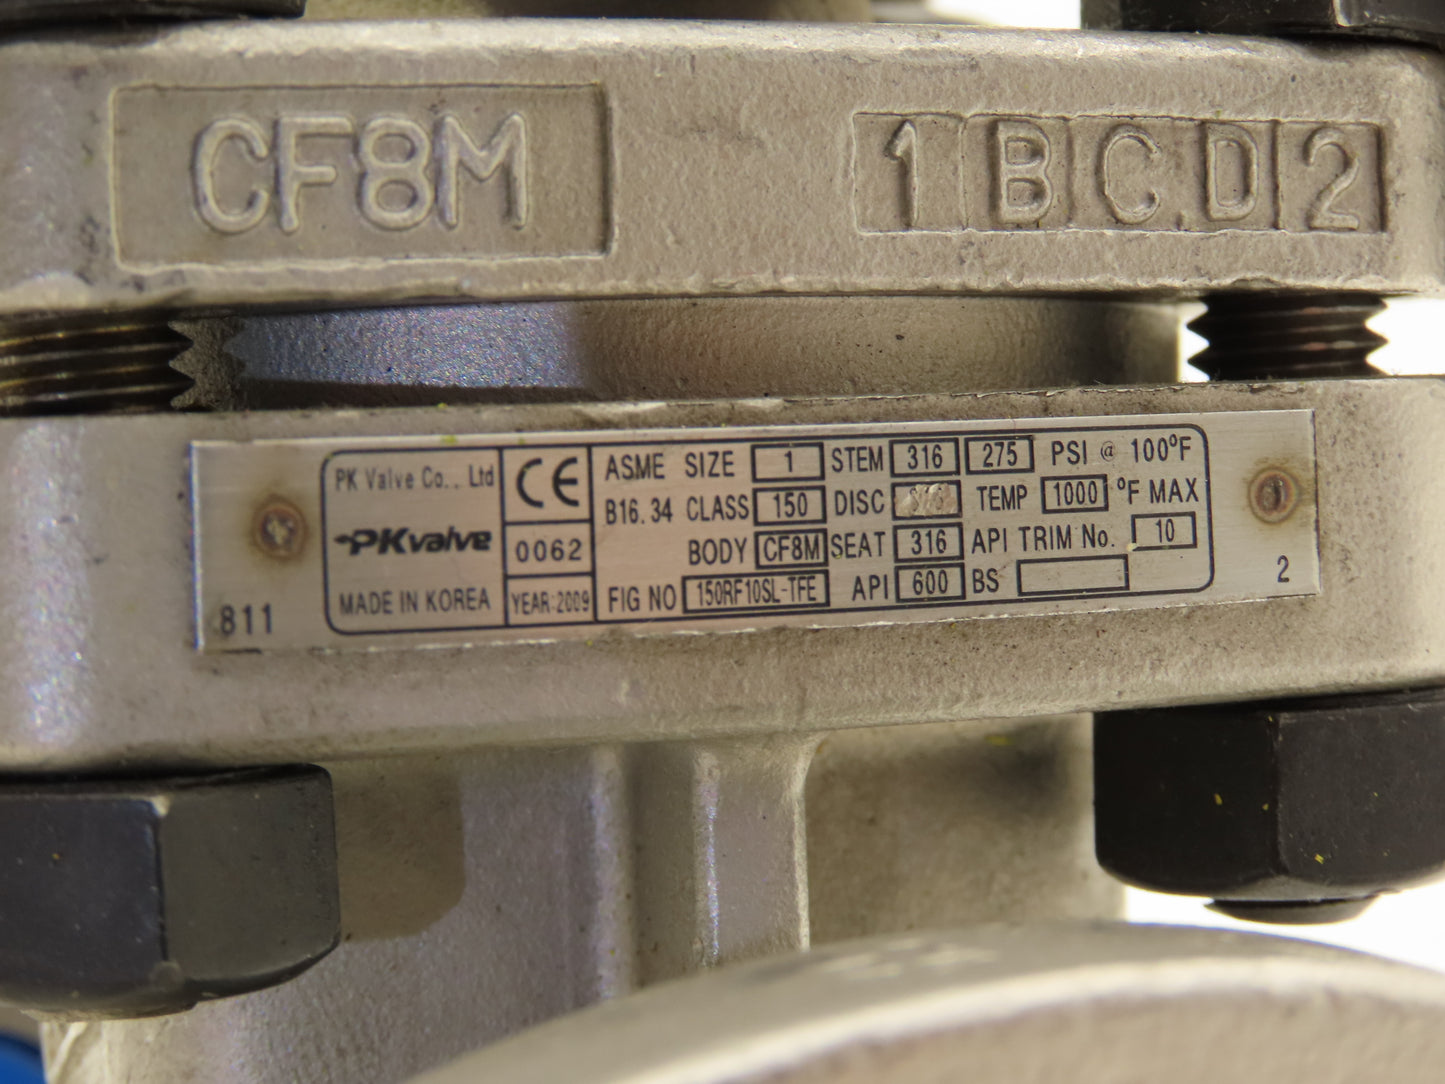 CF8M 1BCD2
PK Valve Co., Ltd
PKvalve
MADE IN KOREA
CE
0062
YEAR:2009
ASME SIZE 1 STEM 316 275 PSI @ 100°F
B16.34 CLASS 150 DISC TEMP 1000 °F MAX
BODY CF8M SEAT 316 API TRIM No. 10
FIG NO 150RF10SL-TFE API 600 BS
811
2